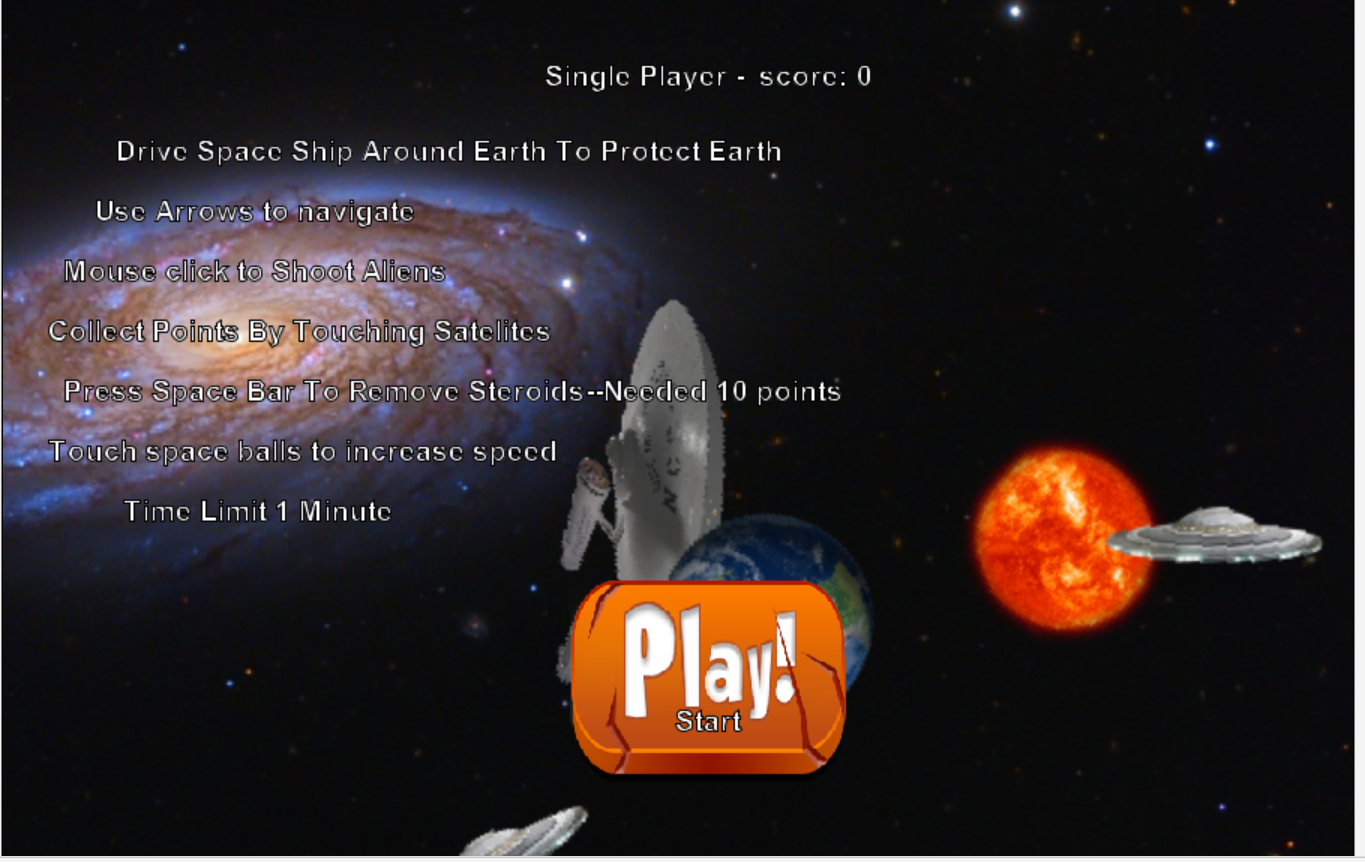 Single Player - score: 0
Drive Space Ship Around Earth To Protect Earth
Use Arrows to navigate
Mouse click to Shoot Aliens
Collect Points By Touching Satelites
Press Space Bar To Remove Steroids--Needed 10 points
Touch space balls to increase speed
Time Limit 1 Minute
Play!
Start